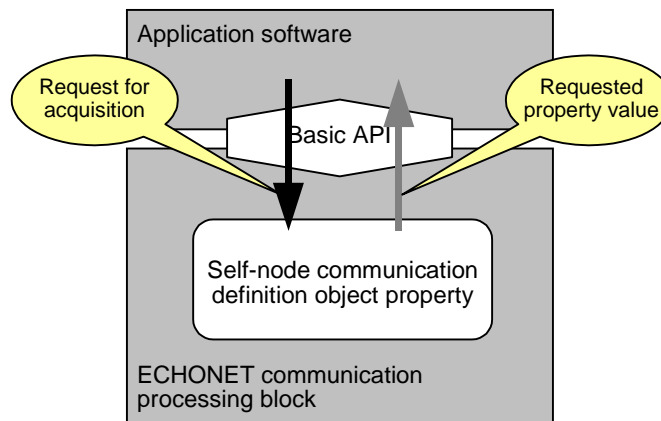 Application software
Request for
acquisition
Requested
property value
Basic API
Self-node communication
definition object property
ECHONET communication
processing block